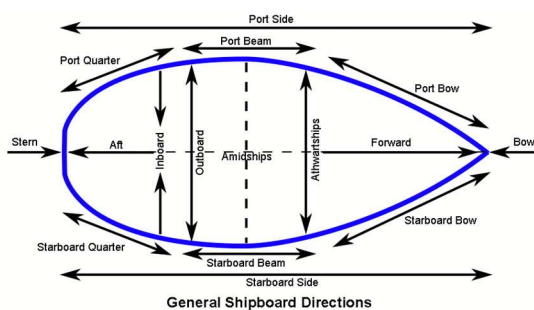 Port Side
Port Quarter
Port Beam
Port Bow
Stern
Aft
Inboard
Outboard
Amidships
Athwartships
Forward
Bow
Starboard Quarter
Starboard Beam
Starboard Bow
Starboard Side
General Shipboard Directions